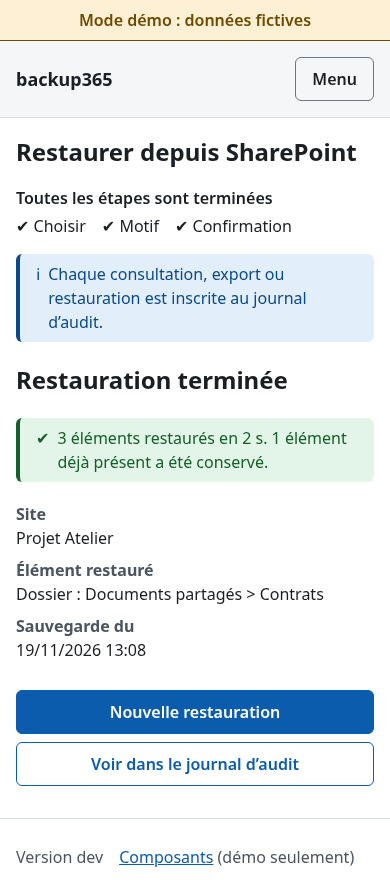 Mode démo : données fictives
backup365
Menu
Restaurer depuis SharePoint
Toutes les étapes sont terminées
✔ Choisir ✔ Motif ✔ Confirmation
i Chaque consultation, export ou
restauration est inscrite au journal
d’audit.
Restauration terminée
✔ 3 éléments restaurés en 2 s. 1 élément
déjà présent a été conservé.
Site
Projet Atelier
Élément restauré
Dossier : Documents partagés > Contrats
Sauvegarde du
19/11/2026 13:08
Nouvelle restauration
Voir dans le journal d’audit
Version dev Composants (démo seulement)